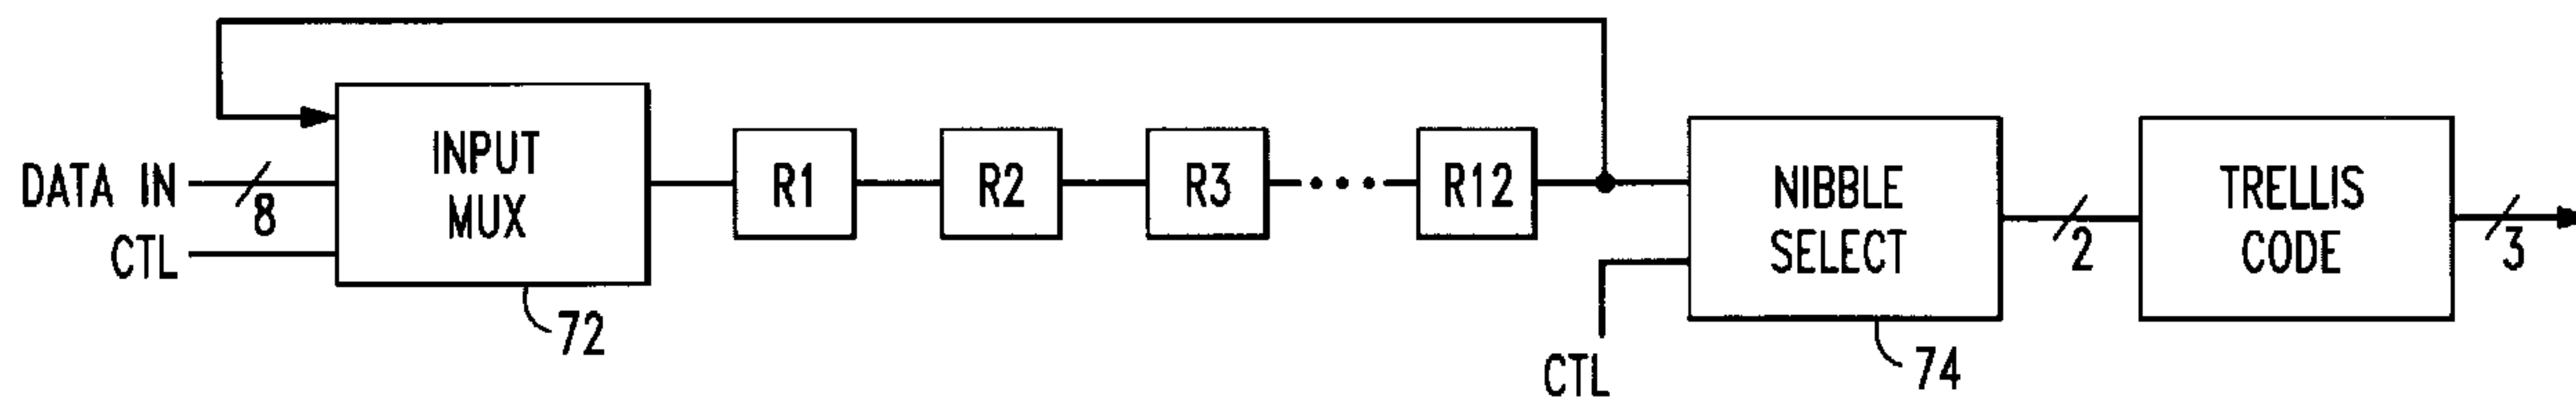 DATA IN
8
CTL
INPUT
MUX
72
R1
R2
R3
R12
CTL
NIBBLE
SELECT
74
2
TRELLIS
CODE
3